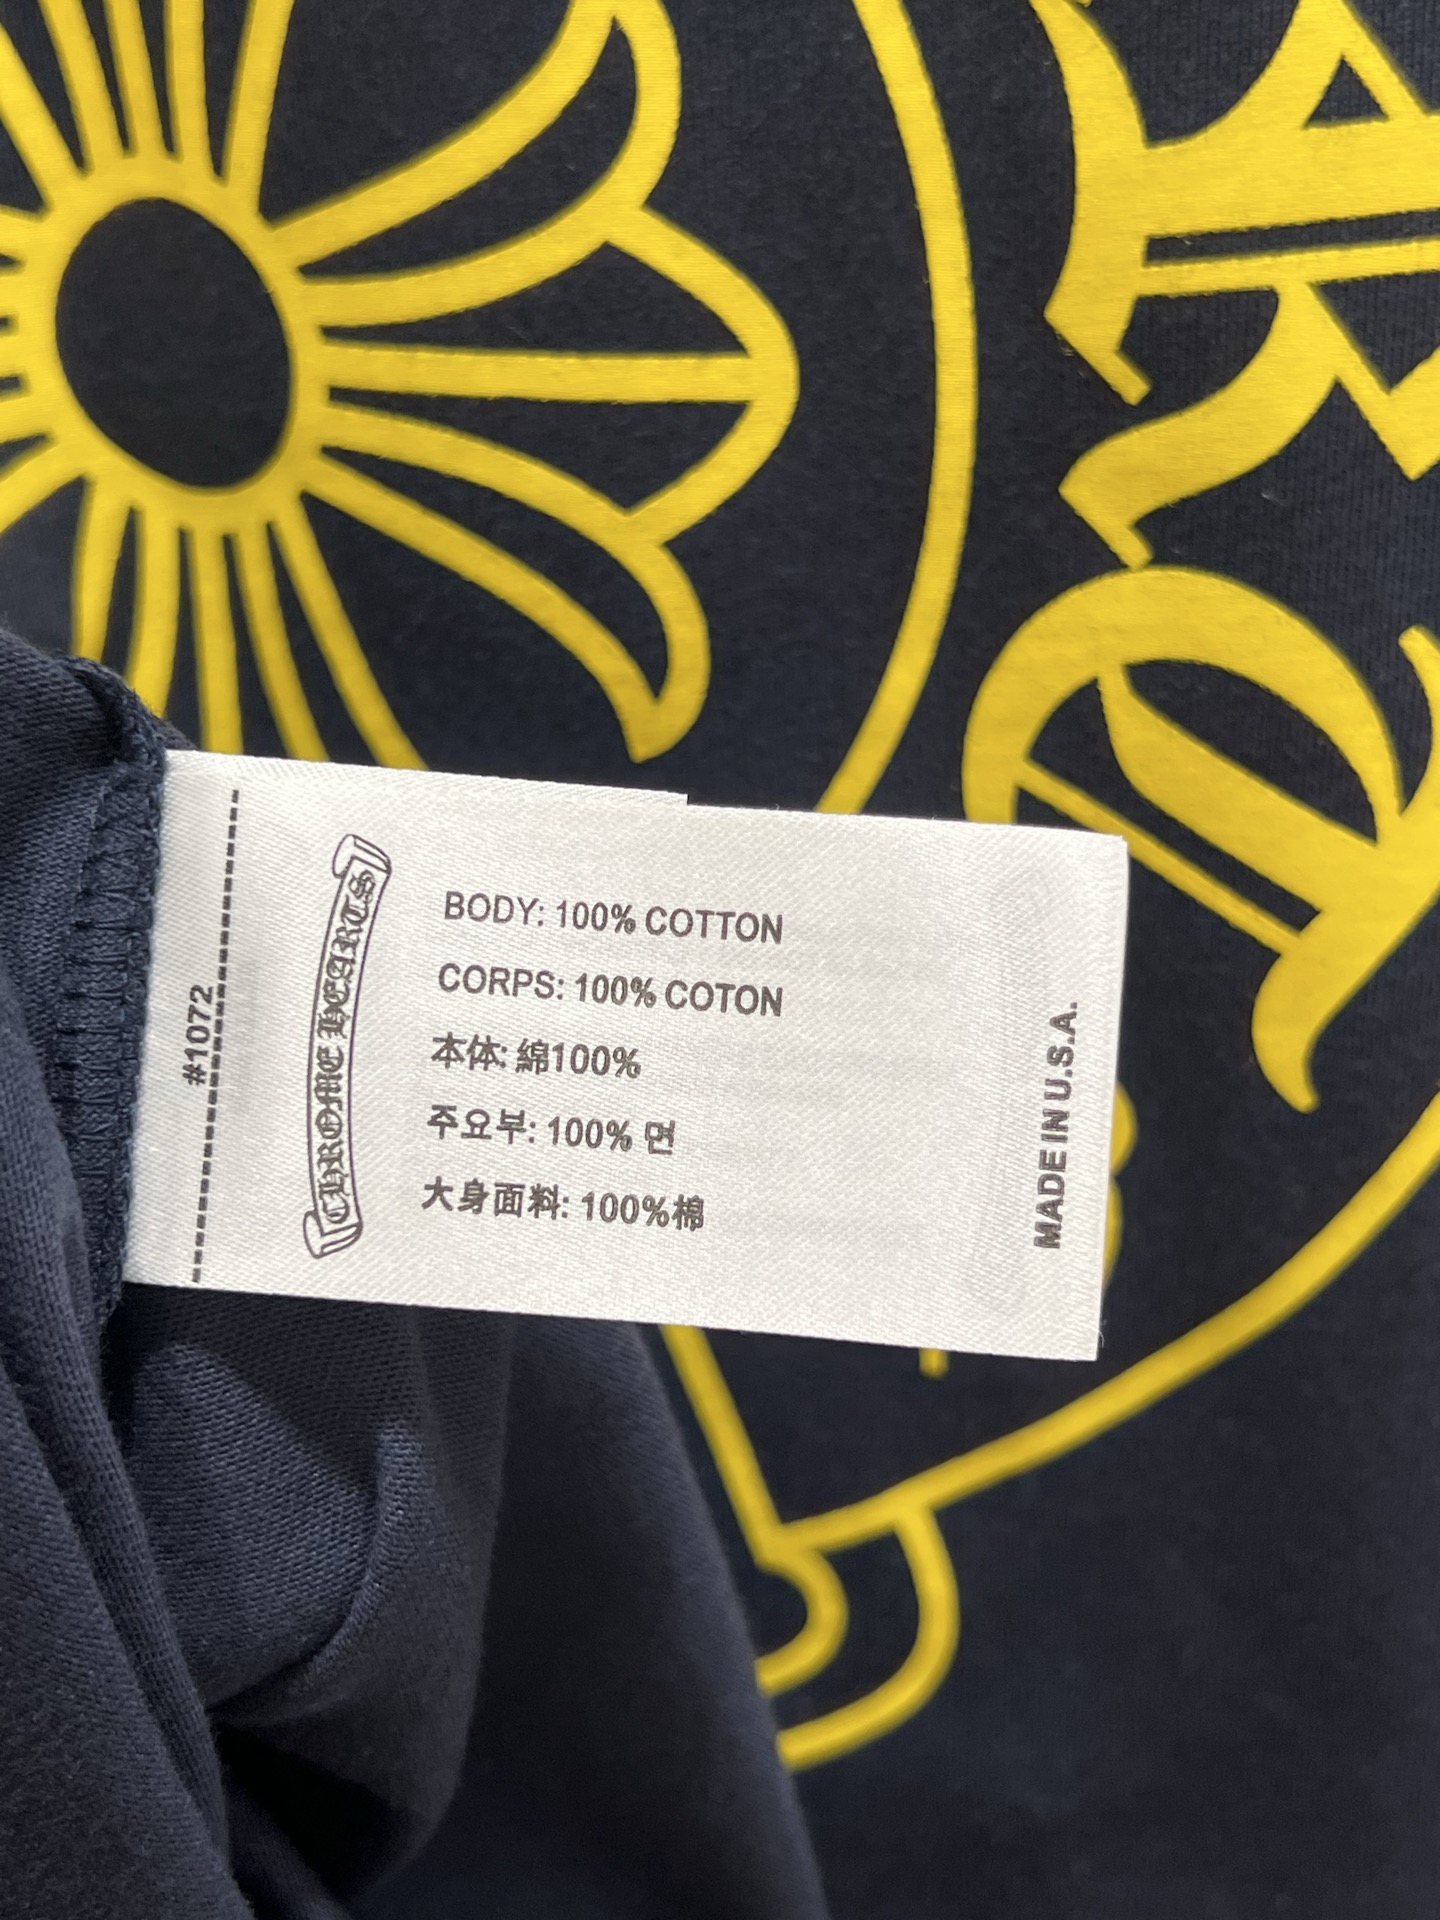 #1072
CHROME HEARTS
BODY: 100% COTTON
CORPS: 100% COTON
本体: 綿100%
주요부: 100% 면
大身面料: 100%棉
MADE IN U.S.A.